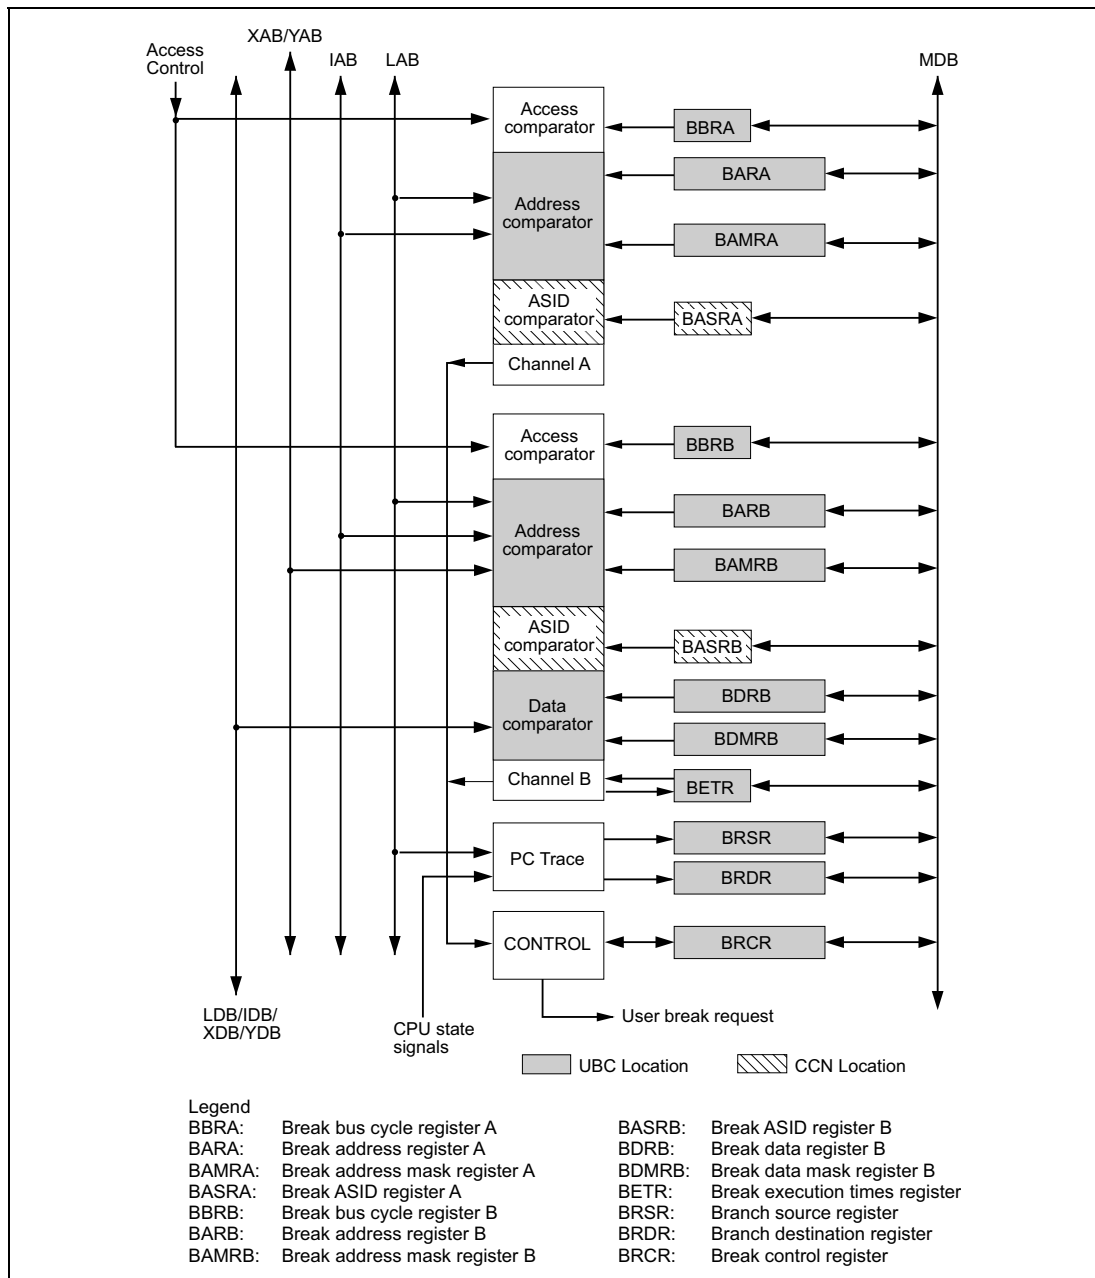 XAB/YAB
Access
Control
IAB
LAB
MDB
Access
comparator
BBRA
BARA
Address
comparator
BAMRA
ASID
comparator
BASRA
Channel A
Access
comparator
BBRB
BARB
Address
comparator
BAMRB
ASID
comparator
BASRB
BDRB
Data
comparator
BDMRB
Channel B
BETR
BRSR
PC Trace
BRDR
CONTROL
BRCR
LDB/IDB/
XDB/YDB
CPU state
signals
User break request
UBC Location
CCN Location
Legend
BBRA: Break bus cycle register A
BARA: Break address register A
BAMRA: Break address mask register A
BASRA: Break ASID register A
BBRB: Break bus cycle register B
BARB: Break address register B
BAMRB: Break address mask register B
BASRB: Break ASID register B
BDRB: Break data register B
BDMRB: Break data mask register B
BETR: Break execution times register
BRSR: Branch source register
BRDR: Branch destination register
BRCR: Break control register